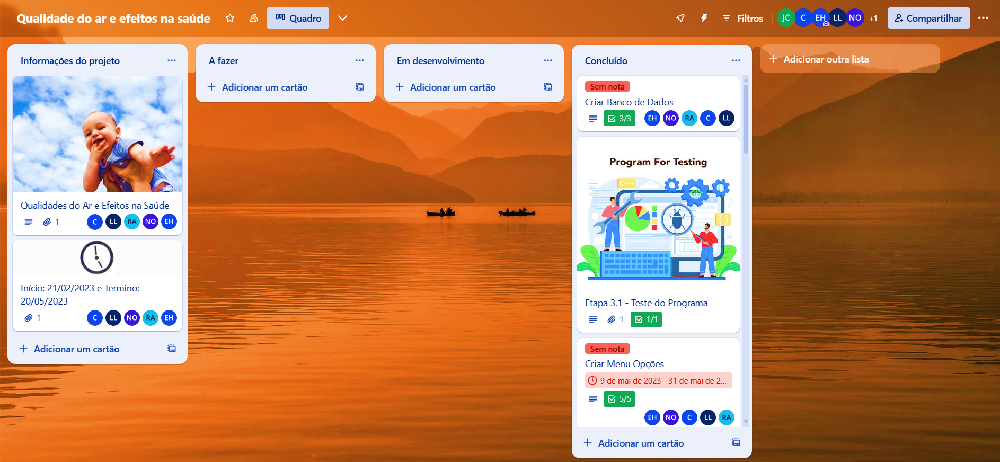 Qualidade do ar e efeitos na saúde
Quadro
Filtros
JC
C
EH
LL
NO
+1
Compartilhar
Informações do projeto
Qualidades do Ar e Efeitos na Saúde
1
C
LL
RA
NO
EH
Início: 21/02/2023 e Termino:
20/05/2023
1
C
LL
NO
RA
EH
Adicionar um cartão
A fazer
Adicionar um cartão
Em desenvolvimento
Adicionar um cartão
Concluído
Sem nota
Criar Banco de Dados
3/3
EH
NO
RA
C
LL
Program For Testing
C++
</>
{}
{}
Etapa 3.1 - Teste do Programa
1
1/1
Sem nota
Criar Menu Opções
9 de mai de 2023 - 31 de mai de 2...
5/5
EH
NO
C
LL
RA
Adicionar um cartão
Adicionar outra lista